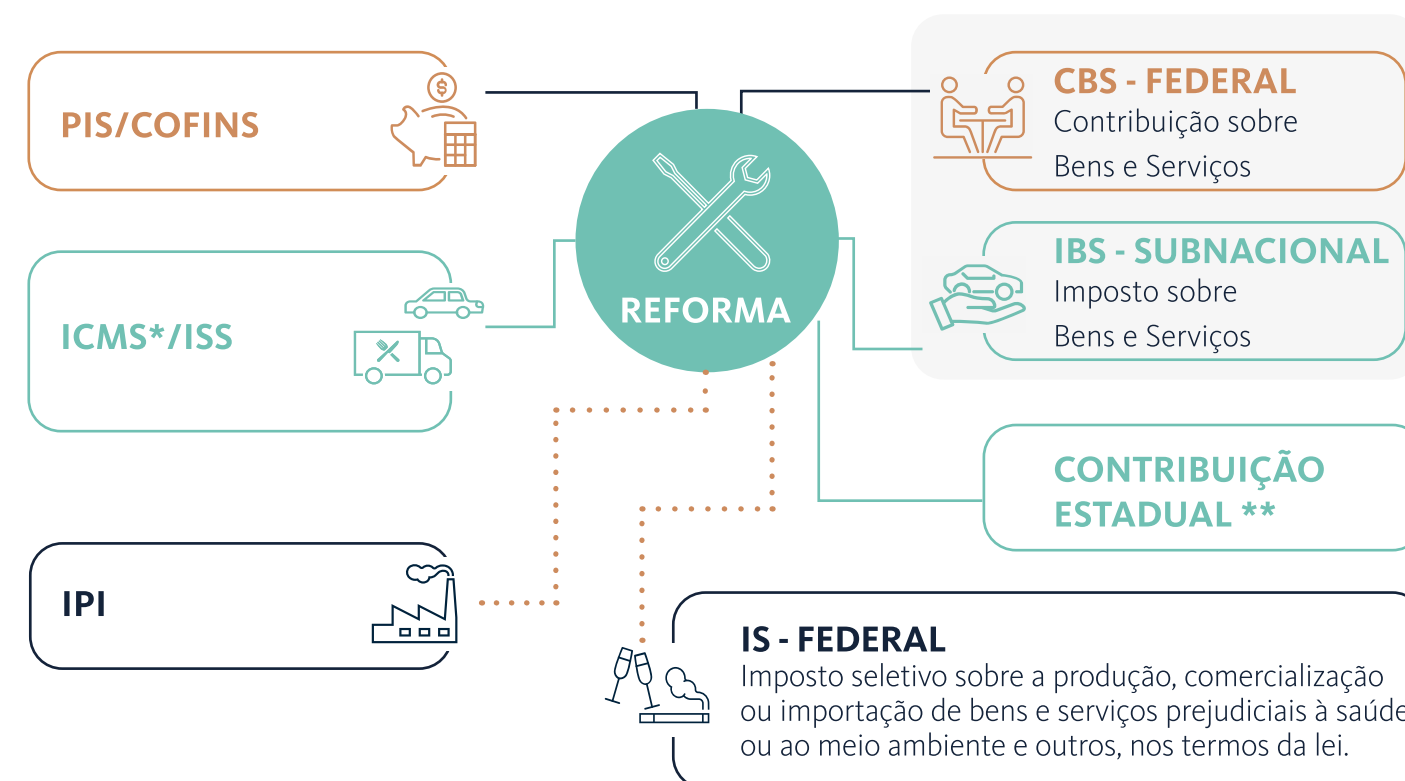 PIS/COFINS
ICMS*/ISS
IPI
$
REFORMA
CBS - FEDERAL
Contribuição sobre
Bens e Serviços
IBS - SUBNACIONAL
Imposto sobre
Bens e Serviços
CONTRIBUIÇÃO
ESTADUAL **
IS - FEDERAL
Imposto seletivo sobre a produção, comercialização
ou importação de bens e serviços prejudiciais à saúde
ou ao meio ambiente e outros, nos termos da lei.